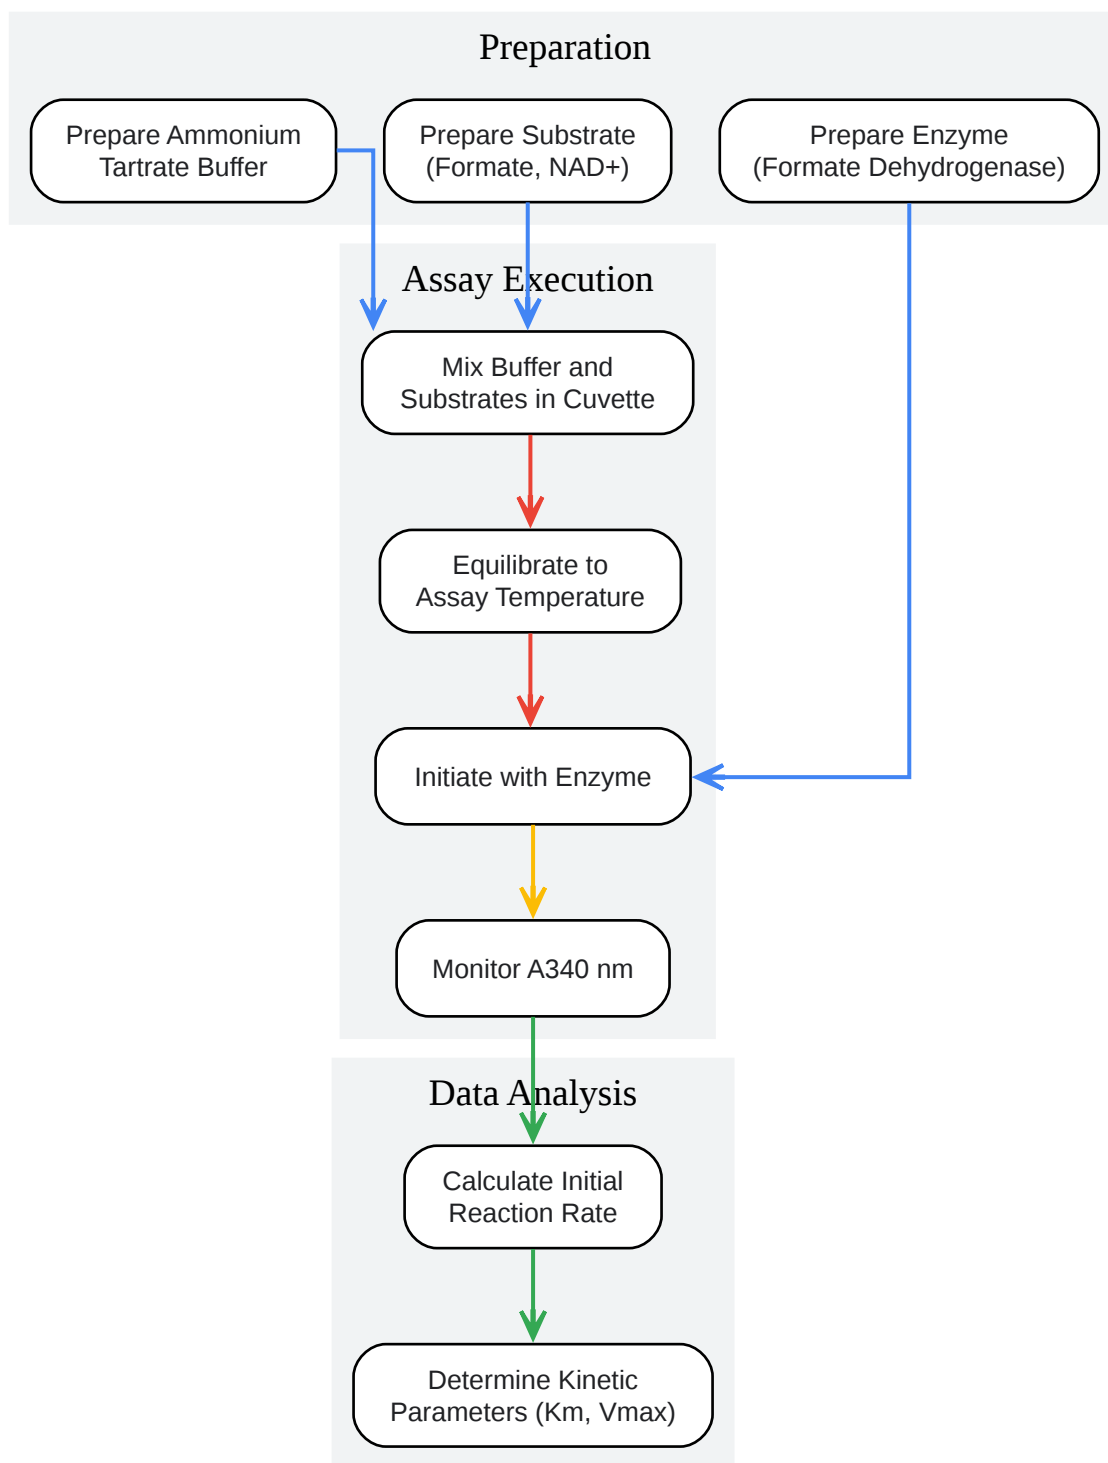 Preparation
Prepare Ammonium
Tartrate Buffer
Prepare Substrate
(Formate, NAD+)
Prepare Enzyme
(Formate Dehydrogenase)
Assay Execution
Mix Buffer and
Substrates in Cuvette
Equilibrate to
Assay Temperature
Initiate with Enzyme
Monitor A340 nm
Data Analysis
Calculate Initial
Reaction Rate
Determine Kinetic
Parameters (Km, Vmax)